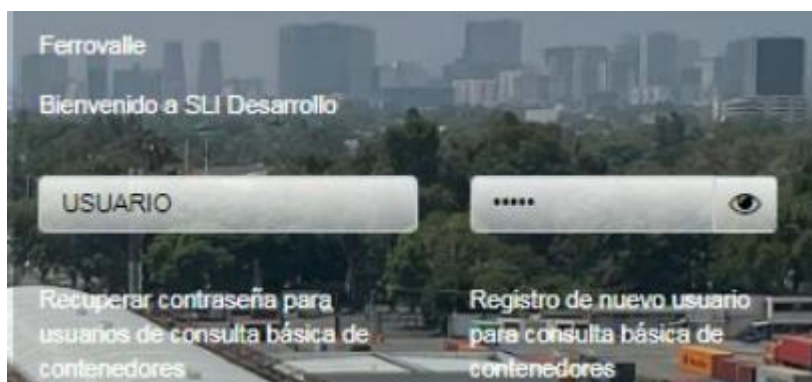 Ferrovalle
Bienvenido a SLI Desarrollo
USUARIO
•••••
Recuperar contraseña para
usuarios de consulta básica de
contenedores
Registro de nuevo usuario
para consulta básica de
contenedores